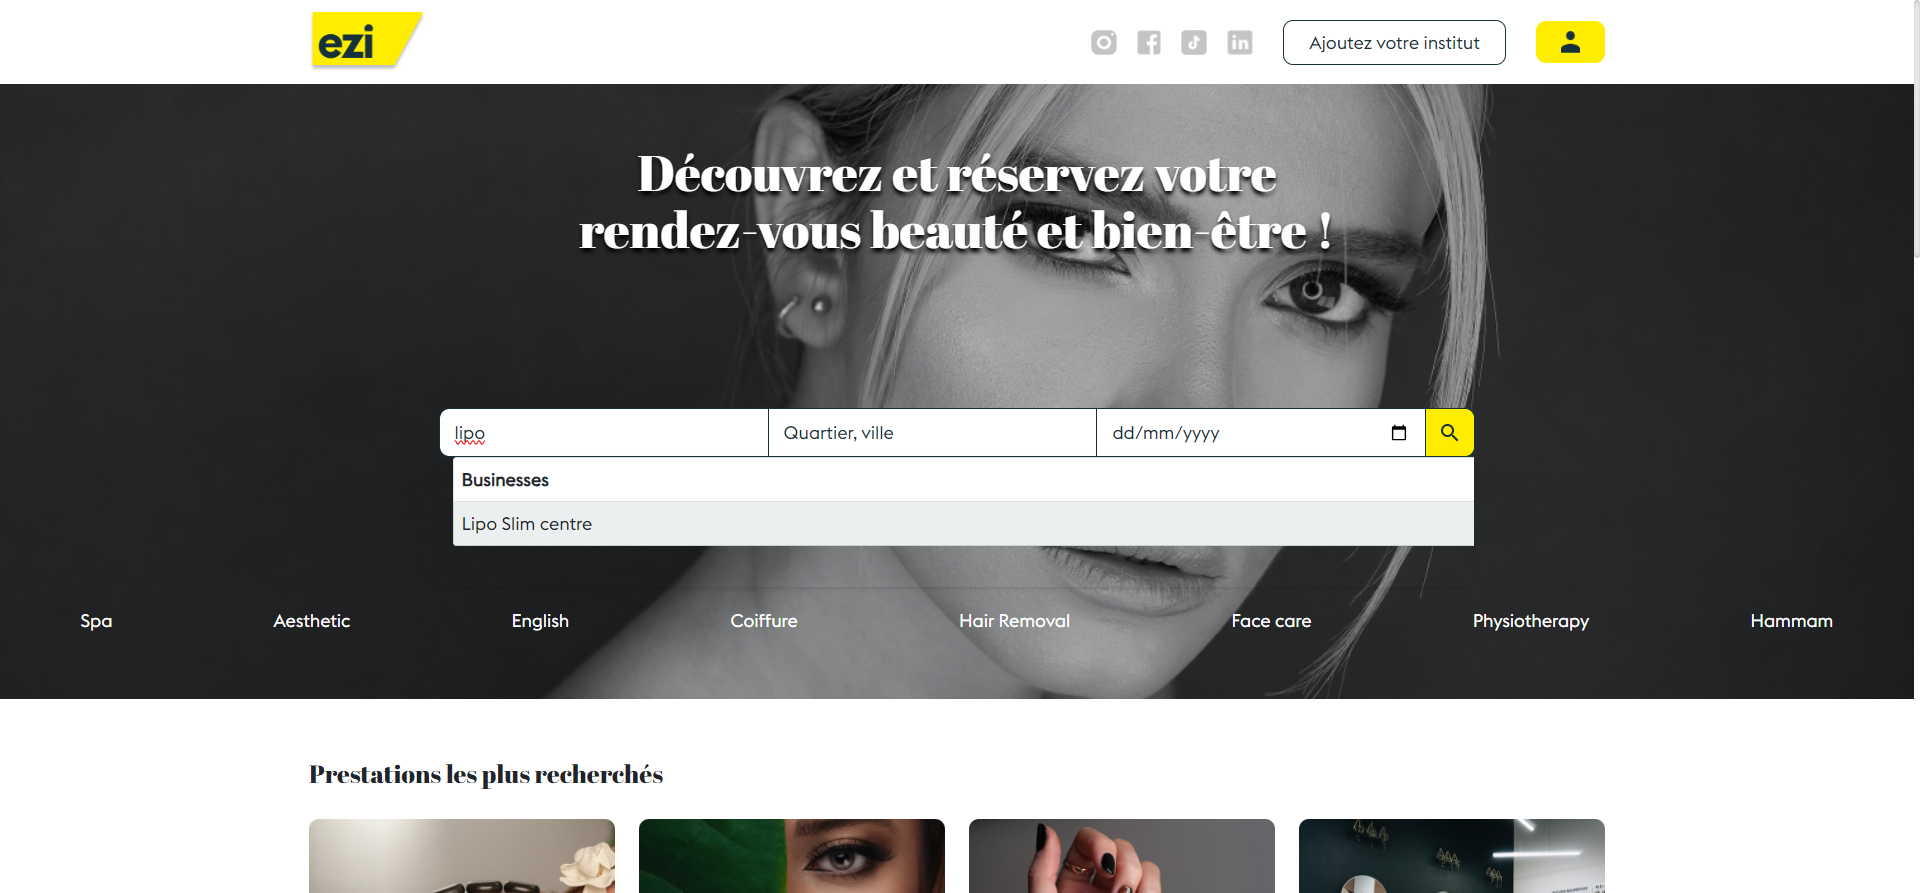 ezi
Ajoutez votre institut
Découvrez et réservez votre
rendez-vous beauté et bien-être !
lipo
Quartier, ville
dd/mm/yyyy
Businesses
Lipo Slim centre
Spa
Aesthetic
English
Coiffure
Hair Removal
Face care
Physiotherapy
Hammam
Prestations les plus recherchés